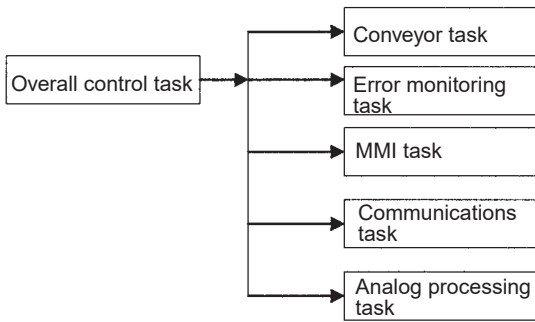 Conveyor task
Overall control task
Error monitoring
task
MMI task
Communications
task
Analog processing
task